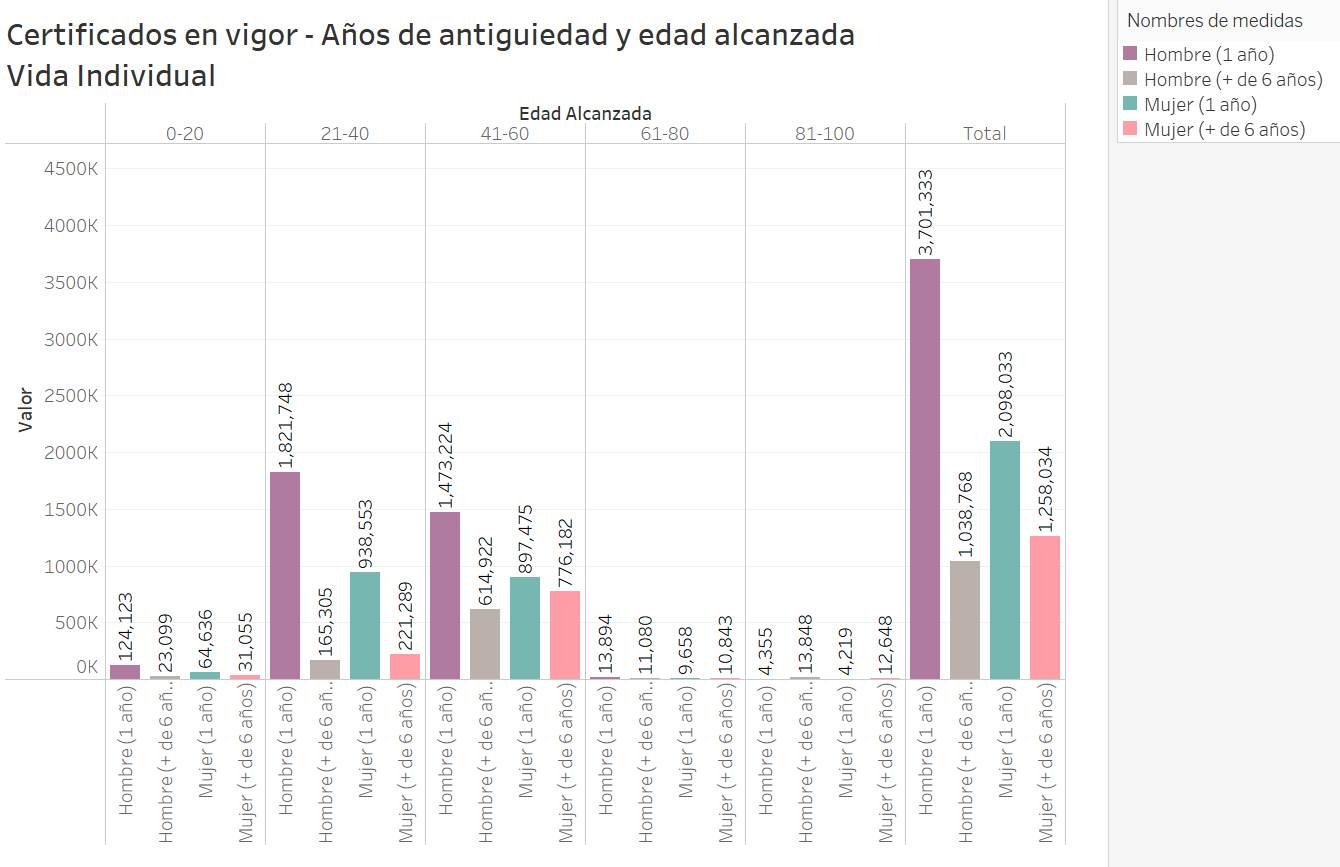 Certificados en vigor - Años de antiguiedad y edad alcanzada
Vida Individual
Edad Alcanzada
0-20
21-40
41-60
61-80
81-100
Total
Valor
4500K
4000K
3500K
3000K
2500K
2000K
1500K
1000K
500K
0K
124,123
23,099
64,636
31,055
1,821,748
165,305
938,553
221,289
1,473,224
614,922
897,475
776,182
13,894
11,080
9,658
10,843
4,355
13,848
4,219
12,648
3,701,333
1,038,768
2,098,033
1,258,034
Hombre (1 año)
Hombre (+ de 6 añ..
Mujer (1 año)
Mujer (+ de 6 años)
Hombre (1 año)
Hombre (+ de 6 añ..
Mujer (1 año)
Mujer (+ de 6 años)
Hombre (1 año)
Hombre (+ de 6 añ..
Mujer (1 año)
Mujer (+ de 6 años)
Hombre (1 año)
Hombre (+ de 6 añ..
Mujer (1 año)
Mujer (+ de 6 años)
Hombre (1 año)
Hombre (+ de 6 añ..
Mujer (1 año)
Mujer (+ de 6 años)
Hombre (1 año)
Hombre (+ de 6 añ..
Mujer (1 año)
Mujer (+ de 6 años)
Nombres de medidas
Hombre (1 año)
Hombre (+ de 6 años)
Mujer (1 año)
Mujer (+ de 6 años)